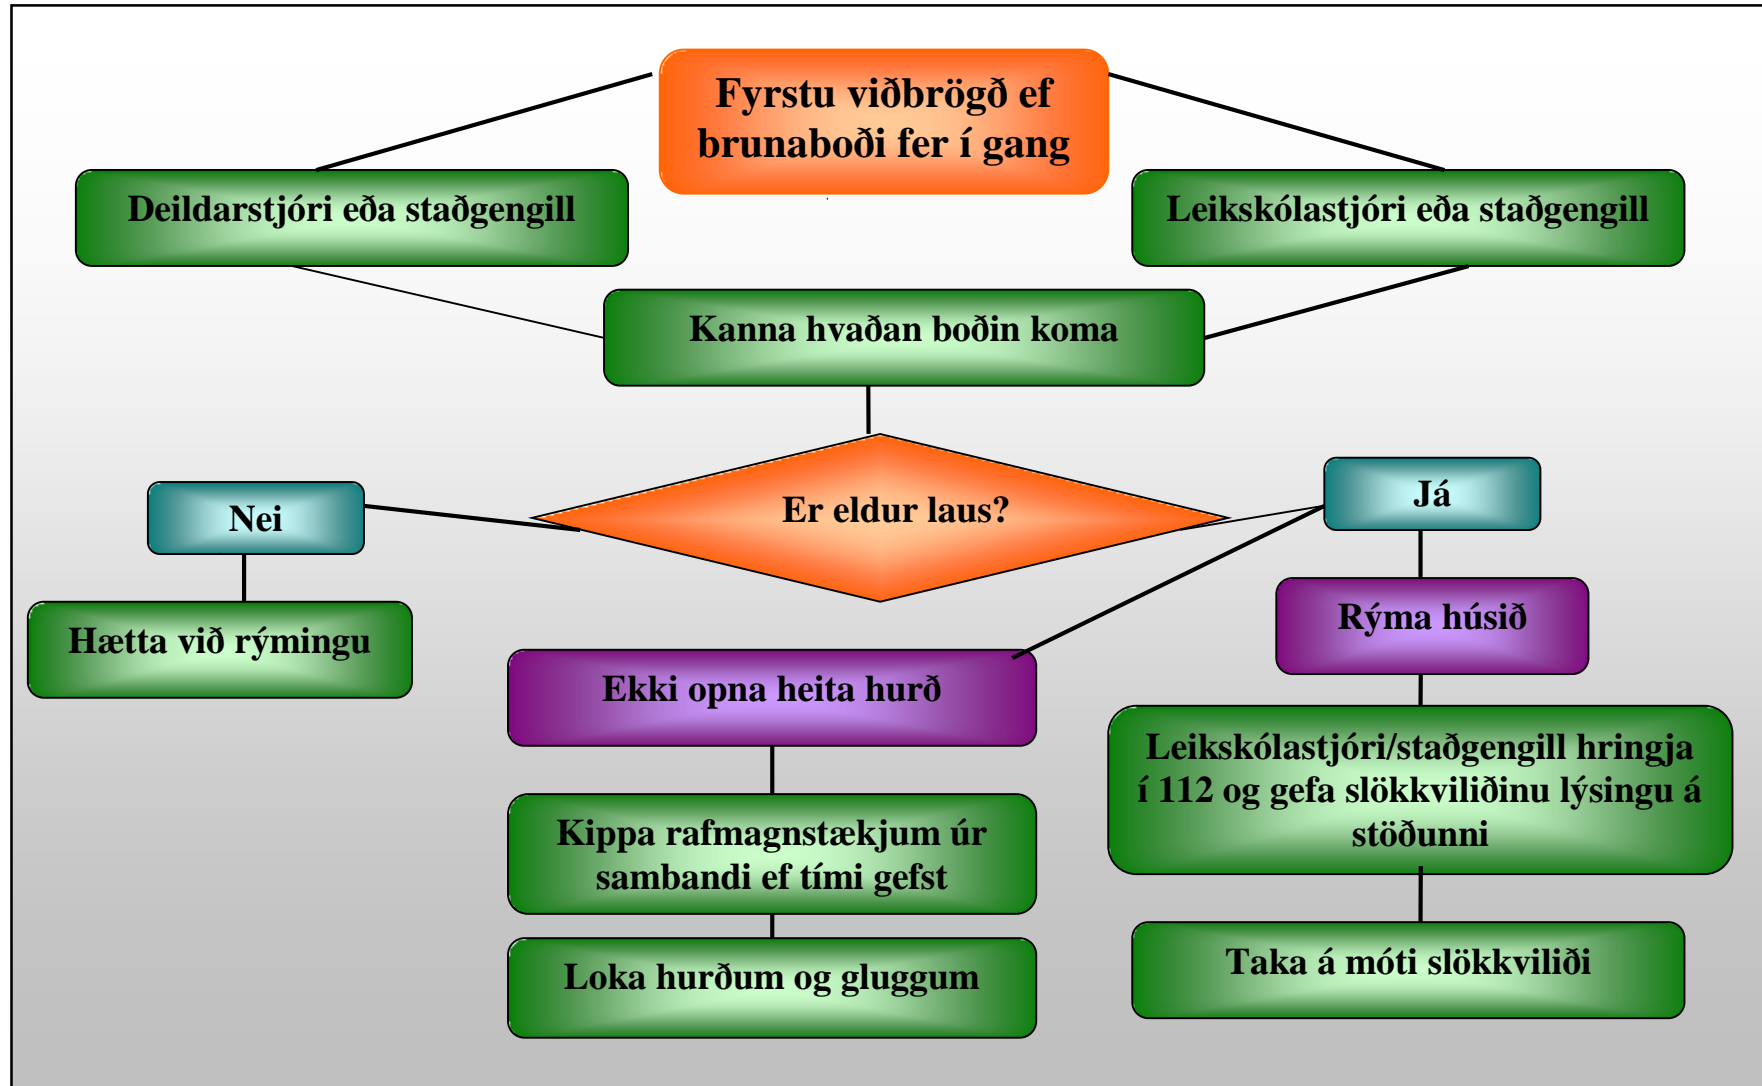 Fyrstu viðbrögð ef
brunaboði fer í gang
Deildarstjóri eða staðgengill
Leikskólastjóri eða staðgengill
Kanna hvaðan boðin koma
Er eldur laus?
Nei
Já
Hætta við rýmingu
Rýma húsið
Ekki opna heita hurð
Leikskólastjóri/staðgengill hringja
í 112 og gefa slökkviliðinu lýsingu á
stöðunni
Kippa rafmagnstækjum úr
sambandi ef tími gefst
Loka hurðum og gluggum
Taka á móti slökkviliði